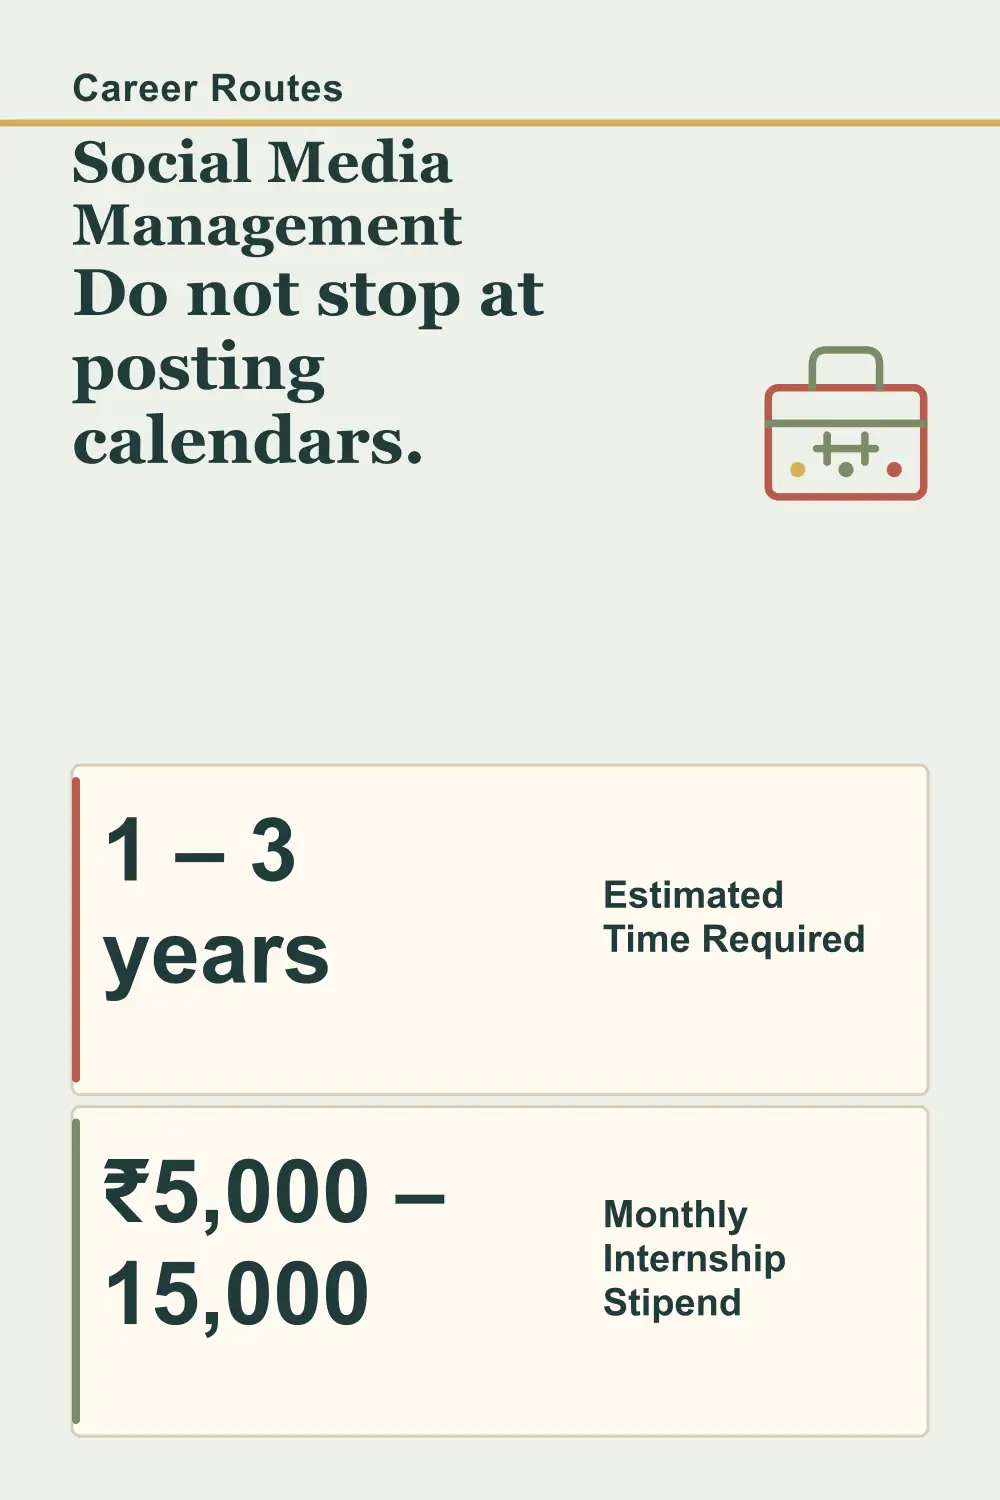 Career Routes
Social Media
Management
Do not stop at
posting
calendars.
1 – 3
years
Estimated
Time Required
₹5,000 –
15,000
Monthly
Internship
Stipend